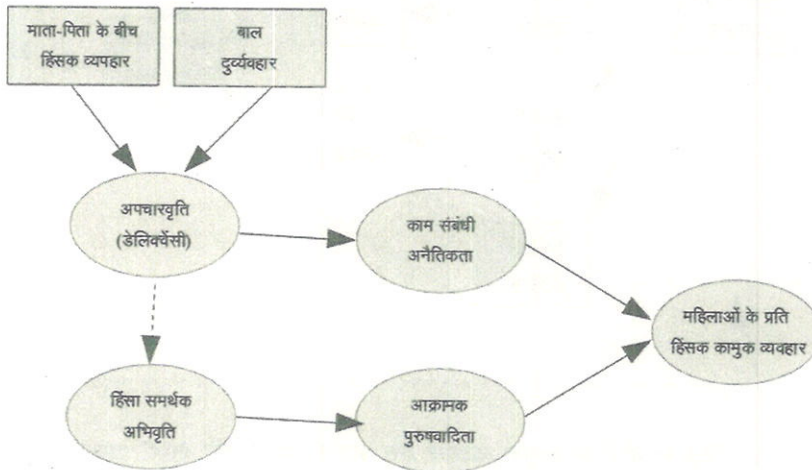 माता-पिता के बीच
हिंसक व्यपहार
बाल
दुर्व्यवहार
अपचारवृति
(डेलिक्वेंसी)
काम संबंधी
अनैतिकता
महिलाओं के प्रति
हिंसक कामुक व्यवहार
हिंसा समर्थक
अभिवृति
आक्रामक
पुरुषवादिता